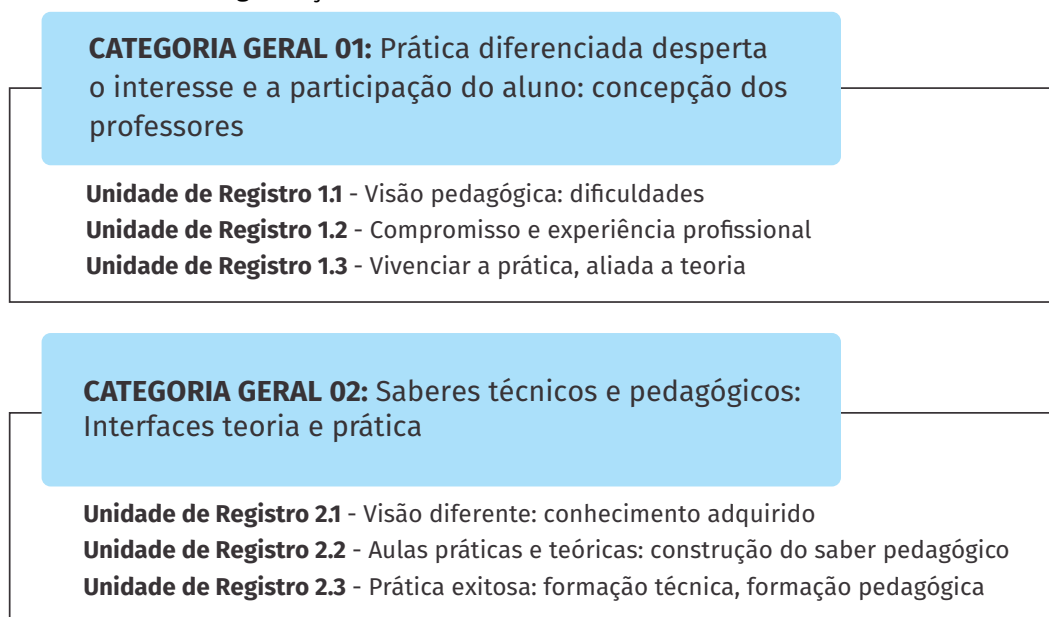 CATEGORIA GERAL 01: Prática diferenciada desperta
o interesse e a participação do aluno: concepção dos
professores
Unidade de Registro 1.1 - Visão pedagógica: dificuldades
Unidade de Registro 1.2 - Compromisso e experiência profissional
Unidade de Registro 1.3 - Vivenciar a prática, aliada a teoria
CATEGORIA GERAL 02: Saberes técnicos e pedagógicos:
Interfaces teoria e prática
Unidade de Registro 2.1 - Visão diferente: conhecimento adquirido
Unidade de Registro 2.2 - Aulas práticas e teóricas: construção do saber pedagógico
Unidade de Registro 2.3 - Prática exitosa: formação técnica, formação pedagógica